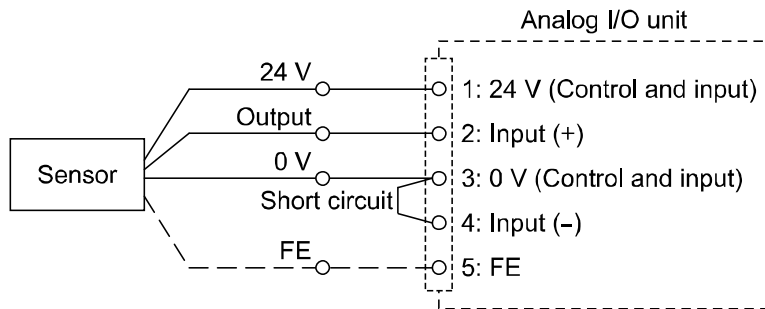 Analog I/O unit
24 V
1: 24 V (Control and input)
Output
2: Input (+)
0 V
3: 0 V (Control and input)
Sensor
Short circuit
4: Input (–)
FE
5: FE